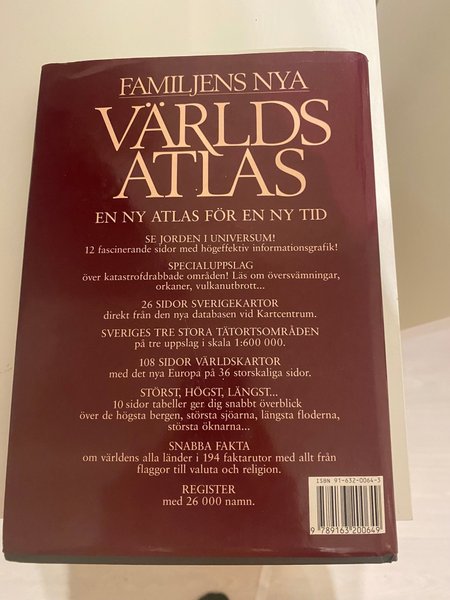 FAMILJENS NYA
VÄRLDS
ATLAS
EN NY ATLAS FÖR EN NY TID
SE JORDEN I UNIVERSUM!
12 fascinerande sidor med högeffektiv informationsgrafik!
SPECIALUPPSLAG
över katastrofdrabbade områden! Läs om översvämningar,
orkaner, vulkanutbrott...
26 SIDOR SVERIGEKARTOR
direkt från den nya databasen vid Kartcentrum.
SVERIGES TRE STORA TÄTORTSOMRÅDEN
på tre uppslag i skala 1:600 000.
108 SIDOR VÄRLDSKARTOR
med det nya Europa på 36 storskaliga sidor.
STÖRST, HÖGST, LÄNGST...
10 sidor tabeller ger dig snabbt överblick
över de högsta bergen, största sjöarna, längsta floderna,
största öknarna...
SNABBA FAKTA
om världens alla länder i 194 faktarutor med allt från
flaggor till valuta och religion.
REGISTER
med 26 000 namn.
ISBN 91-632-0064-3
9 789163 200649